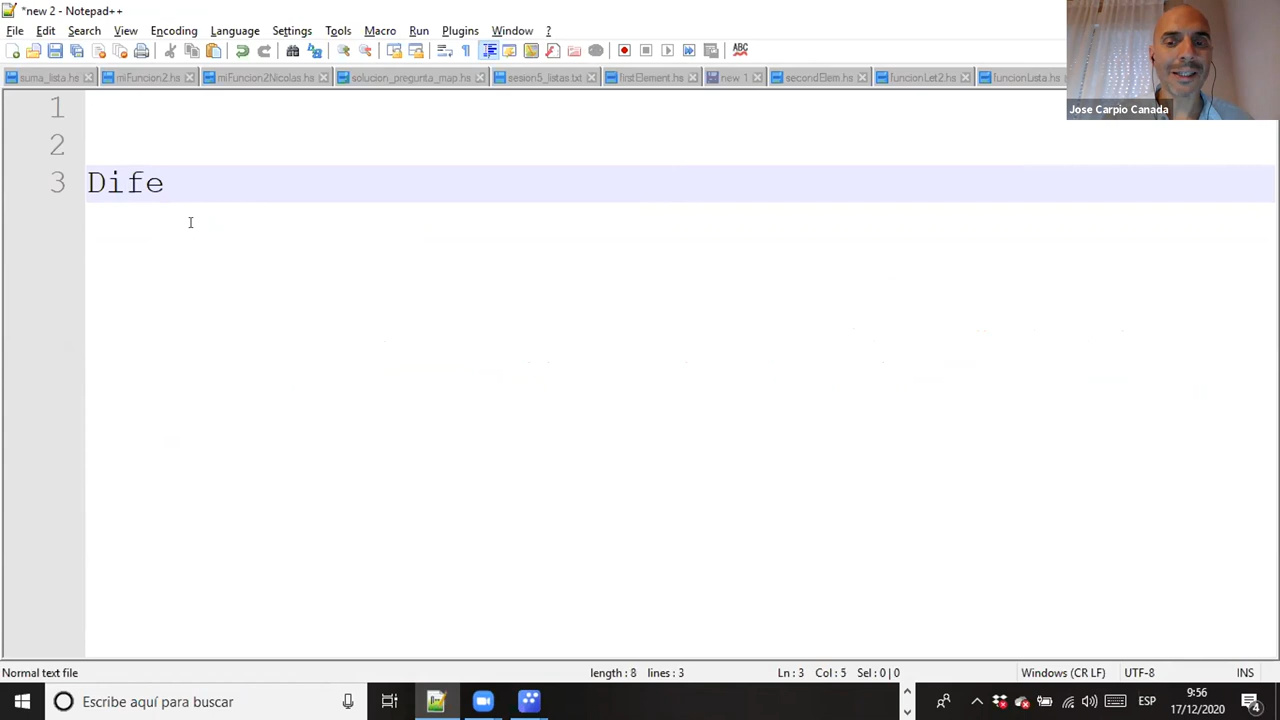 *new 2 - Notepad++
File Edit Search View Encoding Language Settings Tools Macro Run Plugins Window ?
suma_lista.hs miFuncion2.hs miFuncion2Nicolas.hs solucion_pregunta_map.hs sesion5_listas.txt firstElement.hs new 1 secondElem.hs funcionLet2.hs funcionLista.hs
Jose Carpio Canada
1
2
3 Dife
Normal text file length: 8 lines: 3 Ln: 3 Col: 5 Sel: 0 | 0 Windows (CR LF) UTF-8 INS
Escribe aquí para buscar
ESP
9:56
17/12/2020
4